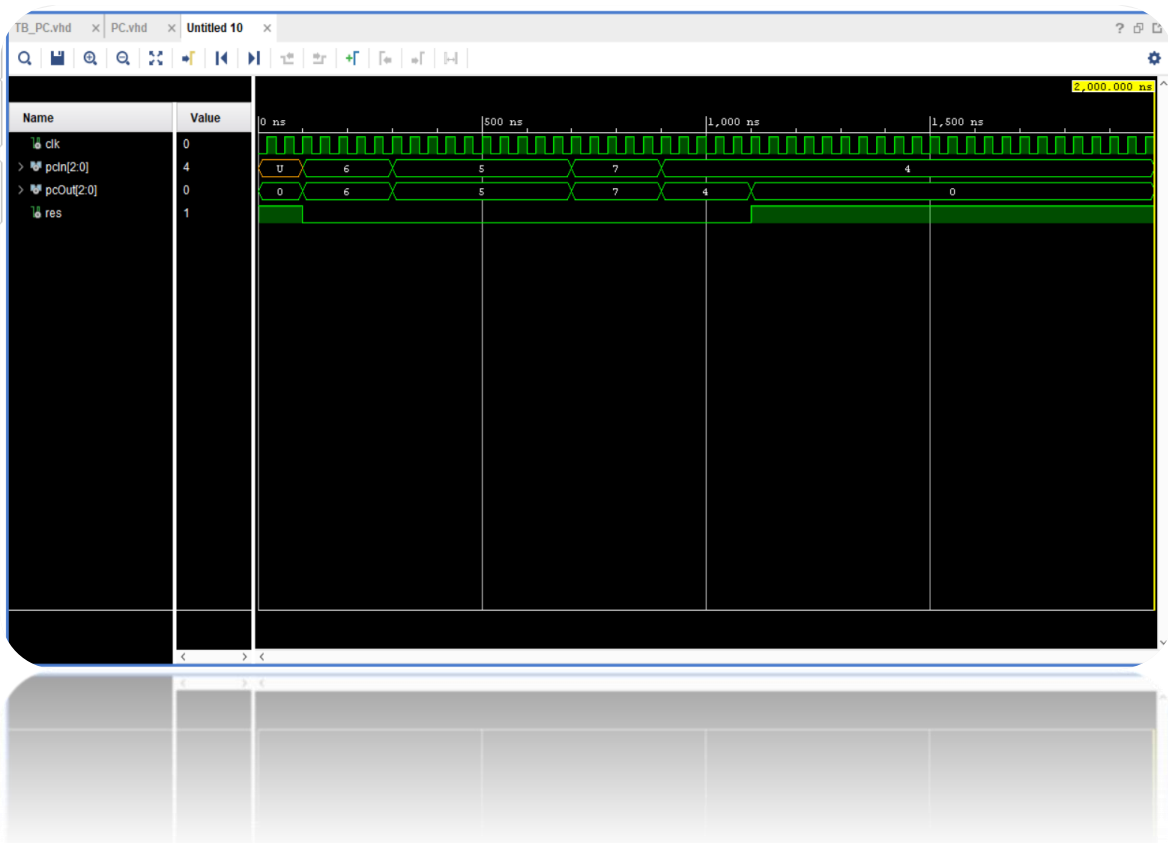 TB_PC.vhd × PC.vhd × Untitled 10 ×
2,000.000 ns
Name Value
0 ns 500 ns 1,000 ns 1,500 ns
clk 0
pcIn[2:0] 4 U 6 5 7 4
pcOut[2:0] 0 0 6 5 7 4 0
res 1